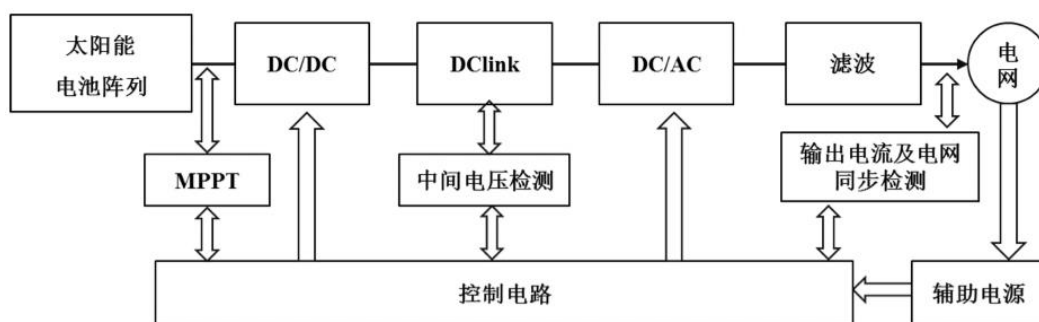 太阳能
电池阵列
DC/DC
DClink
DC/AC
滤波
电
网
MPPT
中间电压检测
输出电流及电网
同步检测
控制电路
辅助电源